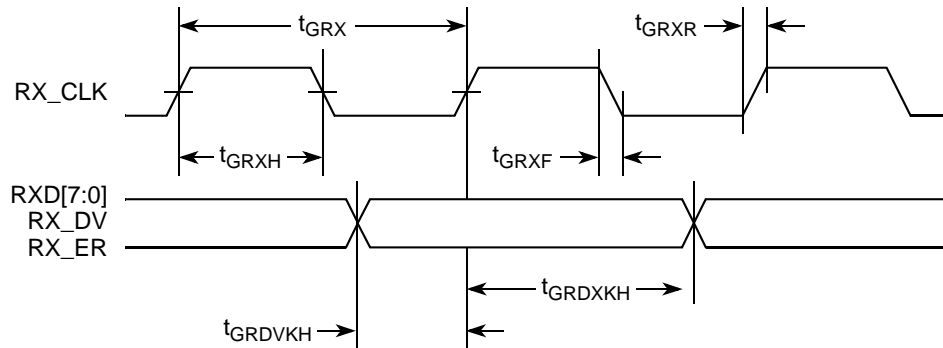 tGRX
tGRXR
RX_CLK
tGRXH
tGRXF
RXD[7:0]
RX_DV
RX_ER
tGRDXKH
tGRDVKH